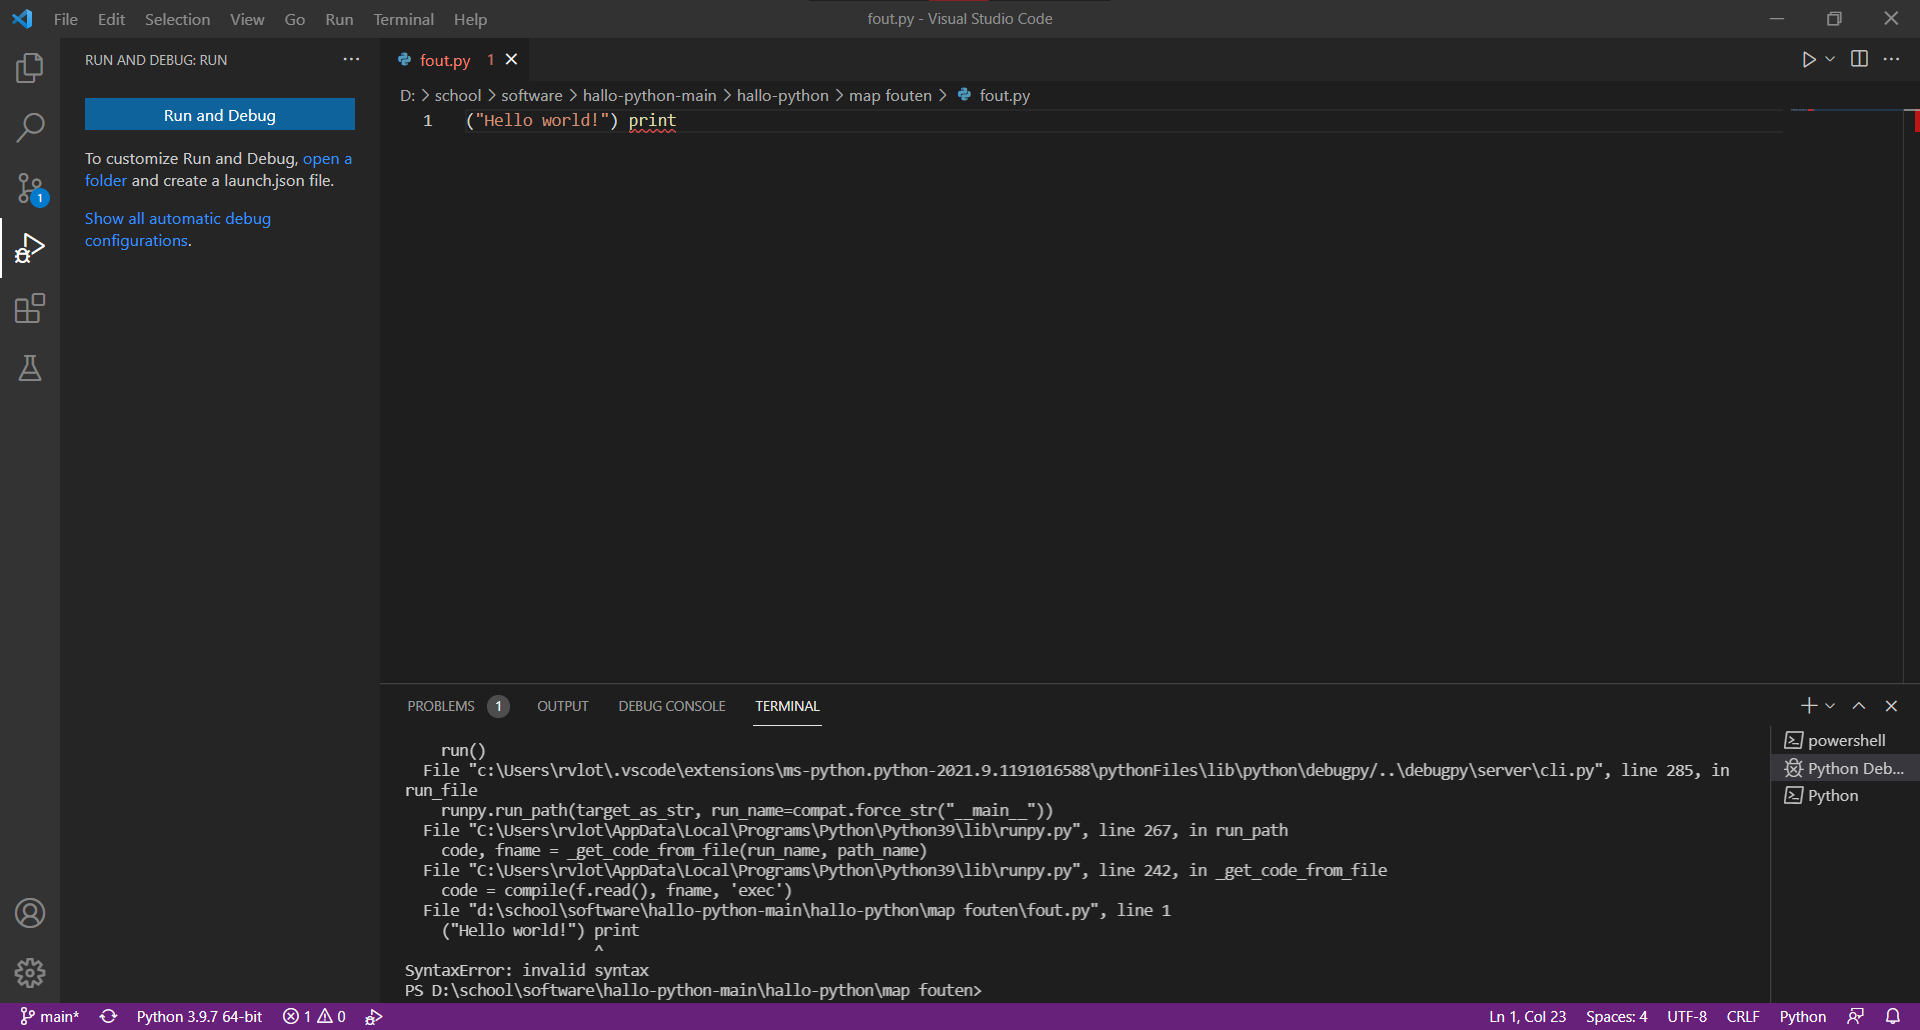 File Edit Selection View Go Run Terminal Help
fout.py - Visual Studio Code
RUN AND DEBUG: RUN
Run and Debug
To customize Run and Debug, open a
folder and create a launch.json file.
Show all automatic debug
configurations.
1
fout.py 1
D: > school > software > hallo-python-main > hallo-python > map fouten > fout.py
1 ("Hello world!") print
PROBLEMS 1 OUTPUT DEBUG CONSOLE TERMINAL
run()
File "c:\Users\rvlot\.vscode\extensions\ms-python.python-2021.9.1191016588\pythonFiles\lib\python\debugpy/..\debugpy\server\cli.py", line 285, in
run_file
runpy.run_path(target_as_str, run_name=compat.force_str("__main__"))
File "C:\Users\rvlot\AppData\Local\Programs\Python\Python39\lib\runpy.py", line 267, in run_path
code, fname = _get_code_from_file(run_name, path_name)
File "C:\Users\rvlot\AppData\Local\Programs\Python\Python39\lib\runpy.py", line 242, in _get_code_from_file
code = compile(f.read(), fname, 'exec')
File "d:\school\software\hallo-python-main\hallo-python\map fouten\fout.py", line 1
("Hello world!") print
^
SyntaxError: invalid syntax
PS D:\school\software\hallo-python-main\hallo-python\map fouten>
powershell
Python Deb...
Python
main* Python 3.9.7 64-bit 1 0
Ln 1, Col 23 Spaces: 4 UTF-8 CRLF Python